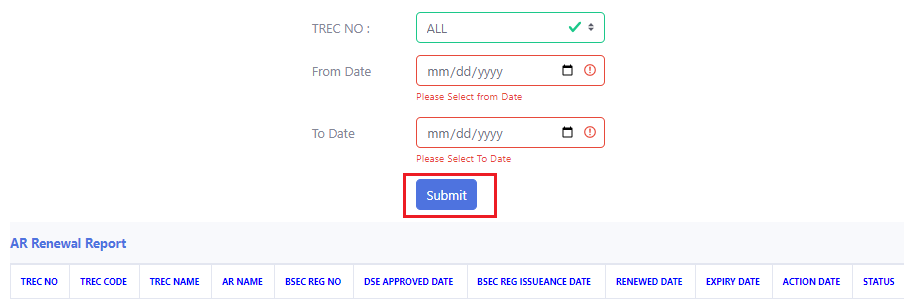 TREC NO : ALL
From Date mm/dd/yyyy
Please Select from Date
To Date mm/dd/yyyy
Please Select To Date
Submit
AR Renewal Report
TREC NO TREC CODE TREC NAME AR NAME BSEC REG NO DSE APPROVED DATE BSEC REG ISSUEANCE DATE RENEWED DATE EXPIRY DATE ACTION DATE STATUS